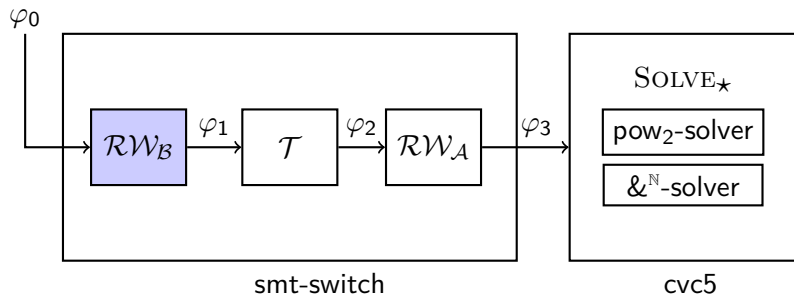 φ₀
ℛ𝒲_ℬ
φ₁
𝒯
φ₂
ℛ𝒲_𝒜
φ₃
SOLVE⋆
pow₂-solver
&^ℕ-solver
smt-switch
cvc5